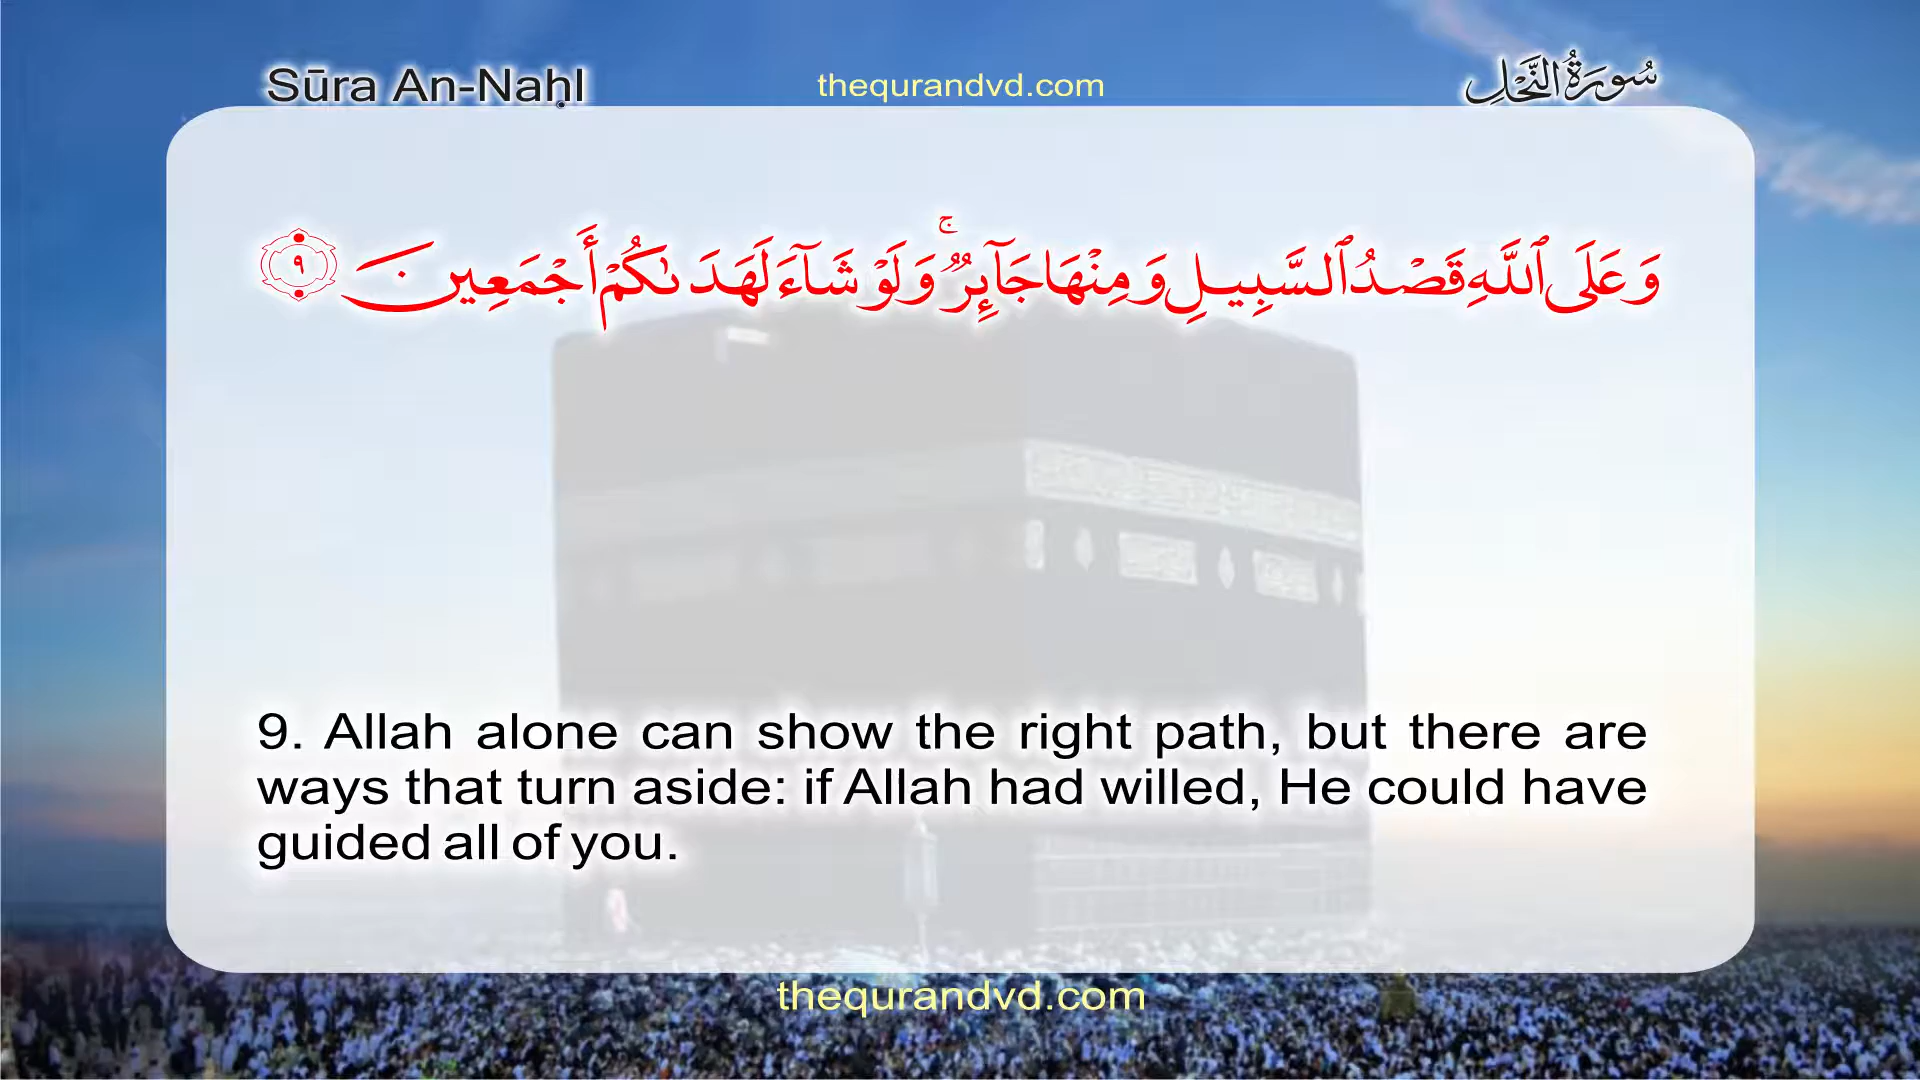 Sūra An-Naḥl
thequrandvd.com
سُورَةُ النَّحْلِ
وَعَلَى ٱللَّهِ قَصْدُ ٱلسَّبِيلِ وَمِنْهَا جَآئِرٌ ۚ وَلَوْ شَآءَ لَهَدَىٰكُمْ أَجْمَعِينَ ٩
9. Allah alone can show the right path, but there are
ways that turn aside: if Allah had willed, He could have
guided all of you.
thequrandvd.com